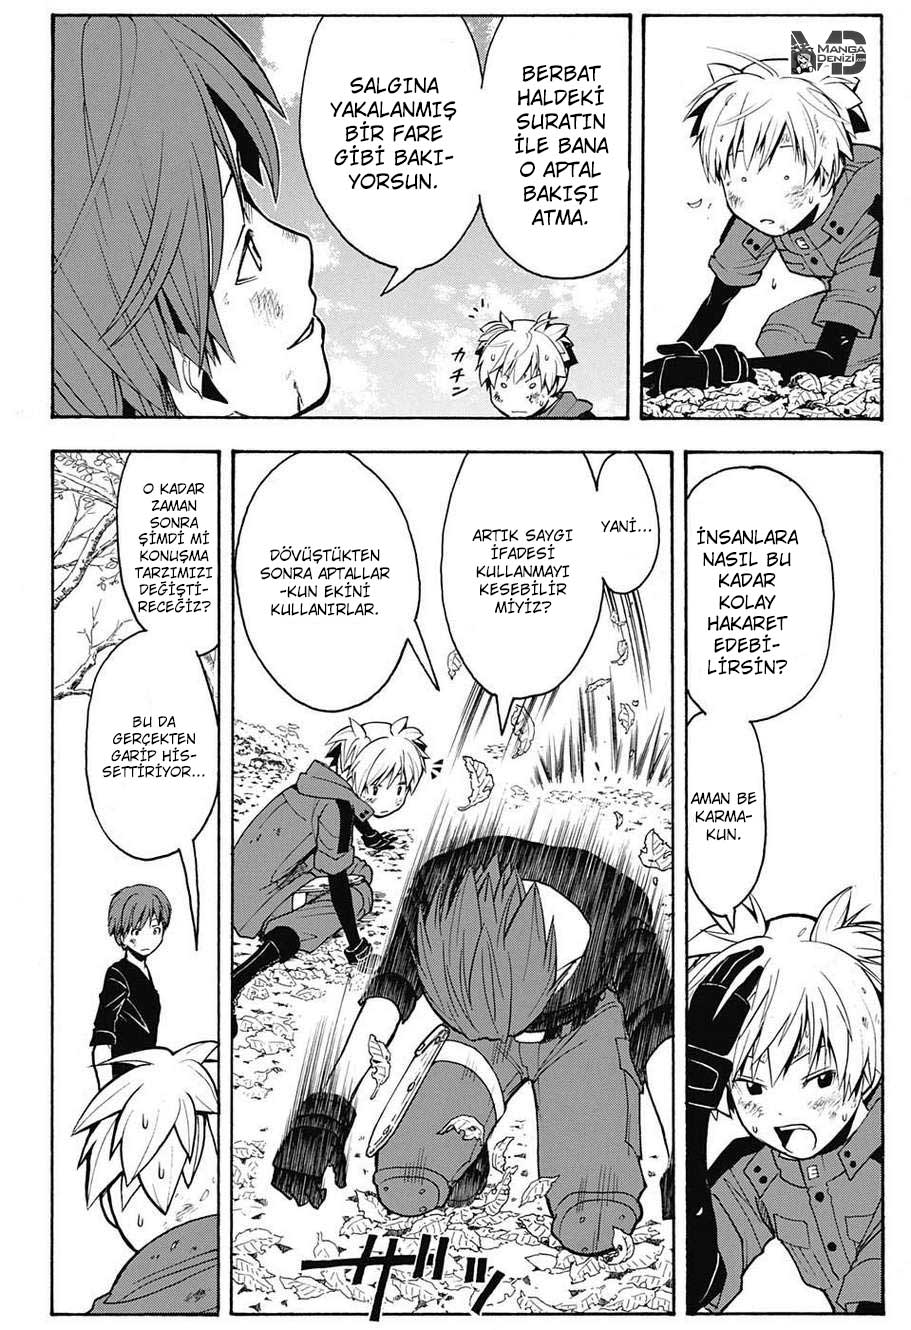 MANGA
DENİZİ.com
BERBAT
HALDEKİ
SURATIN
İLE BANA
O APTAL
BAKIŞI
ATMA.
SALGINA
YAKALANMIŞ
BİR FARE
GİBİ BAKI-
YORSUN.
カチン
İNSANLARA
NASIL BU
KADAR
KOLAY
HAKARET
EDEBİ-
LİRSİN?
AMAN BE
KARMA-
KUN.
YANİ...
ARTIK SAYGI
İFADESİ
KULLANMAYI
KESEBİLİR
MİYİZ?
DÖVÜŞTÜKTEN
SONRA APTALLAR
-KUN EKİNİ
KULLANIRLAR.
ザザッ
O KADAR
ZAMAN
SONRA
ŞİMDİ Mİ
KONUŞMA
TARZIMIZI
DEĞİŞTİ-
RECEĞİZ?
BU DA
GERÇEKTEN
GARİP HİS-
SETTİRİYOR...